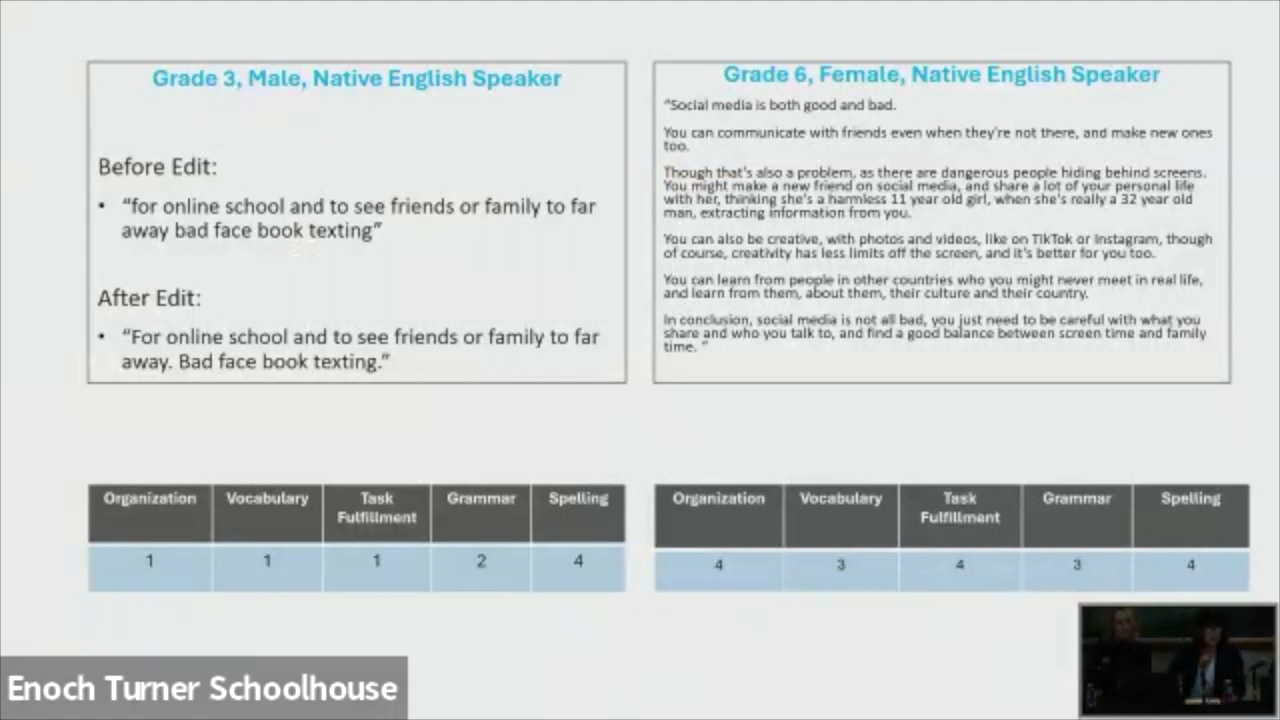 Grade 3, Male, Native English Speaker
Before Edit:
• “for online school and to see friends or family to far
away bad face book texting”
After Edit:
• “For online school and to see friends or family to far
away. Bad face book texting.”
Grade 6, Female, Native English Speaker
“Social media is both good and bad.
You can communicate with friends even when they're not there, and make new ones
too.
Though that's also a problem, as there are dangerous people hiding behind screens.
You might make a new friend on social media, and share a lot of your personal life
with her, thinking she's a harmless 11 year old girl, when she's really a 32 year old
man, extracting information from you.
You can also be creative, with photos and videos, like on TikTok or Instagram, though
of course, creativity has less limits off the screen, and it's better for you too.
You can learn from people in other countries who you might never meet in real life,
and learn from them, about them, their culture and their country.
In conclusion, social media is not all bad, you just need to be careful with what you
share and who you talk to, and find a good balance between screen time and family
time. ”
Organization Vocabulary Task Fulfillment Grammar Spelling
1 1 1 2 4
Organization Vocabulary Task Fulfillment Grammar Spelling
4 3 4 3 4
Enoch Turner Schoolhouse